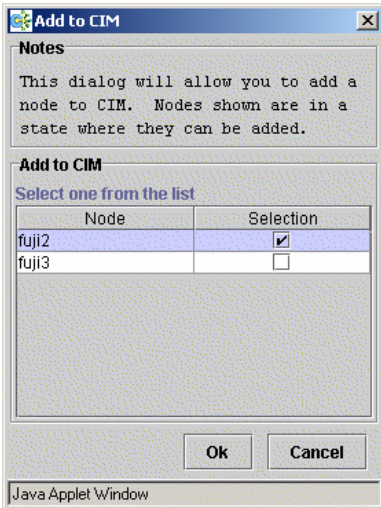 Add to CIM
Notes
This dialog will allow you to add a
node to CIM. Nodes shown are in a
state where they can be added.
Add to CIM
Select one from the list
Node Selection
fuji2
fuji3
Ok Cancel
Java Applet Window